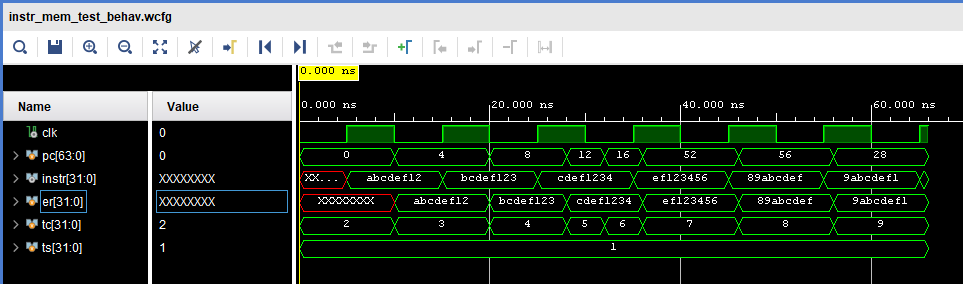 instr_mem_test_behav.wcfg
0.000 ns
0.000 ns 20.000 ns 40.000 ns 60.000 ns
Name Value
clk 0
pc[63:0] 0 0 4 8 12 16 52 56 28
instr[31:0] XXXXXXXX XX... abcdef12 bcdef123 cdef1234 ef123456 89abcdef 9abcdef1
er[31:0] XXXXXXXX XXXXXXXX abcdef12 bcdef123 cdef1234 ef123456 89abcdef 9abcdef1
tc[31:0] 2 2 3 4 5 6 7 8 9
ts[31:0] 1 1